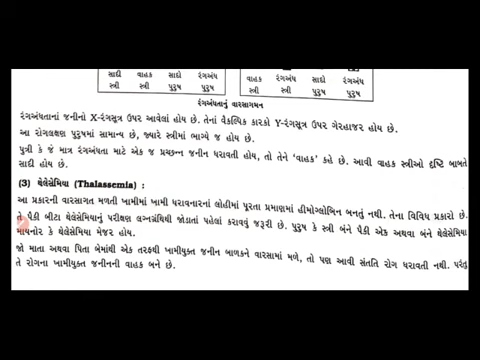 સાદી વાહક સાદો રંગઅંધ
સ્ત્રી સ્ત્રી પુરુષ પુરુષ
વાહક રંગઅંધ સાદો રંગઅંધ
સ્ત્રી સ્ત્રી પુરુષ પુરુષ
રંગઅંધતાનું વારસાગમન
રંગઅંધતાનાં જનીનો X-રંગસૂત્ર ઉપર આવેલાં હોય છે. તેનાં વૈકલ્પિક કારકો Y-રંગસૂત્ર ઉપર ગેરહાજર હોય છે.
આ રોગલક્ષણ પુરુષમાં સામાન્ય છે, જ્યારે સ્ત્રીમાં ભાગ્યે જ હોય છે.
પુત્રી કે જે માત્ર રંગઅંધતા માટે એક જ પ્રચ્છન્ન જનીન ધરાવતી હોય, તો તેને 'વાહક' કહે છે. આવી વાહક સ્ત્રીઓ દૃષ્ટિ બાબતે
સાદી હોય છે.
(3) થેલેસેમિયા (Thalassemia) :
આ પ્રકારની વારસાગત મળતી ખામીમાં ખામી ધરાવનારનાં લોહીમાં પૂરતા પ્રમાણમાં હીમોગ્લોબિન બનતું નથી. તેના વિવિધ પ્રકારો છે.
તે પૈકી બીટા થેલેસેમિયાનું પરીક્ષણ લગ્નગ્રંથિથી જોડાતાં પહેલાં કરાવવું જરૂરી છે. પુરુષ કે સ્ત્રી બંને પૈકી એક અથવા બંને થેલેસેમિયા
માયનોર કે થેલેસેમિયા મેજર હોય.
જો માતા અથવા પિતા બેમાંથી એક તરફથી ખામીયુક્ત જનીન બાળકને વારસામાં મળે, તો પણ આવી સંતતિ રોગ ધરાવતી નથી. પરંતુ
તે રોગના ખામીયુક્ત જનીનની વાહક બને છે.